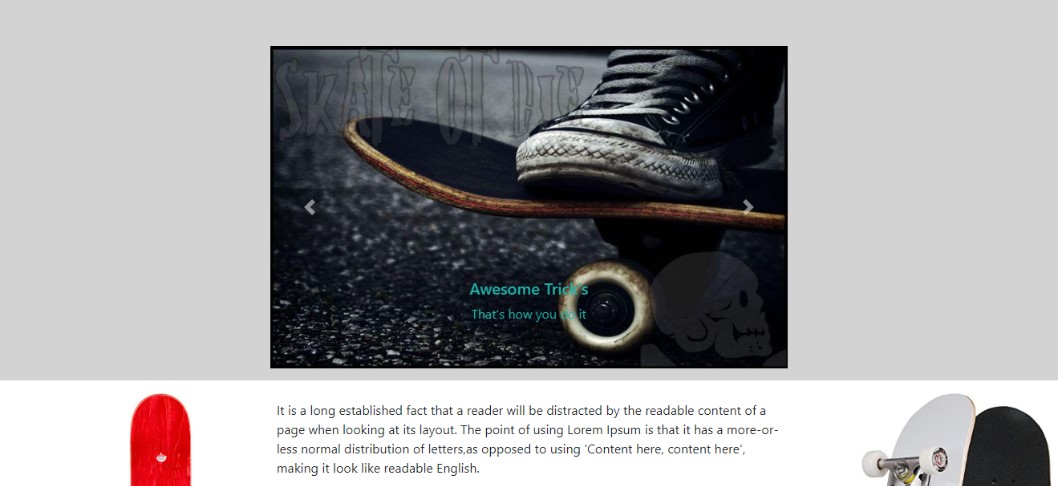 SKATE OT DIE
Awesome Trick's
That's how you do it
It is a long established fact that a reader will be distracted by the readable content of a
page when looking at its layout. The point of using Lorem Ipsum is that it has a more-or-
less normal distribution of letters,as opposed to using 'Content here, content here',
making it look like readable English.